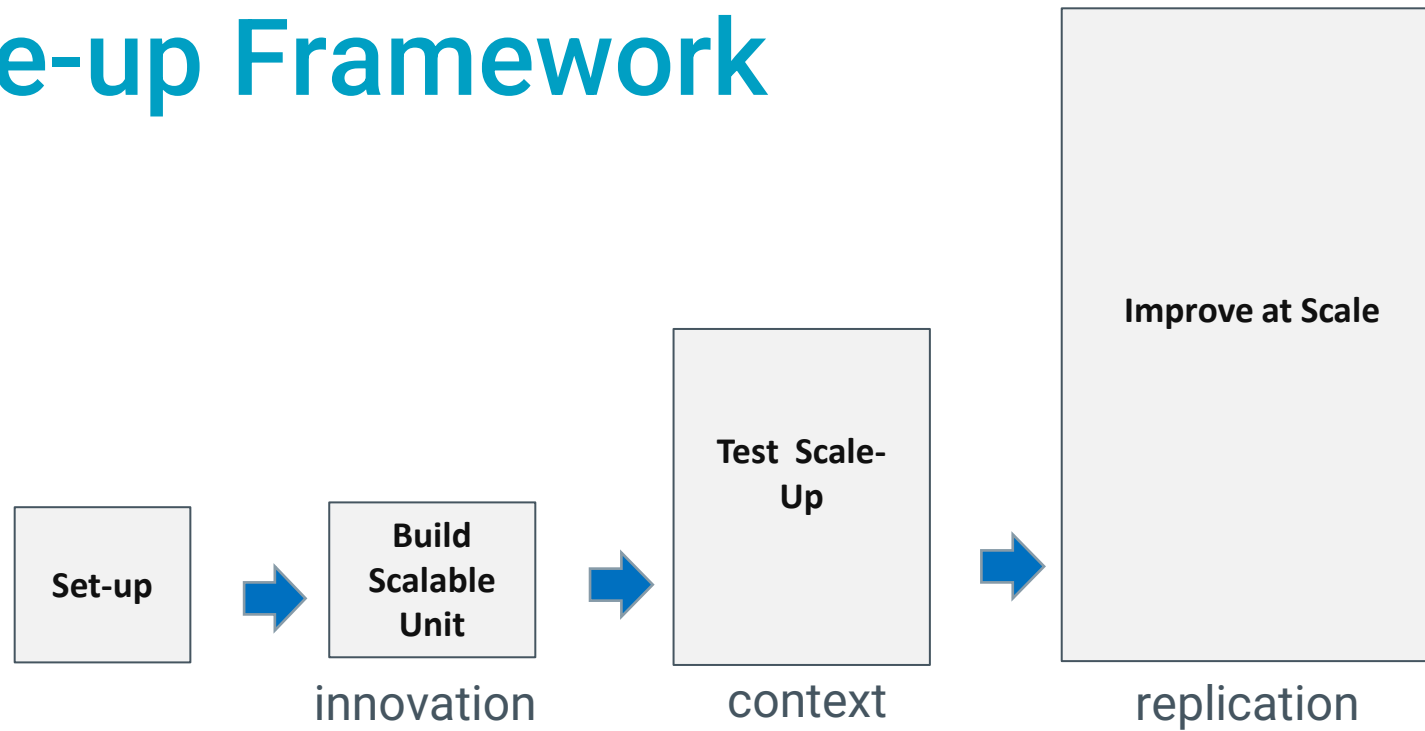 e-up Framework
Set-up
Build
Scalable
Unit
innovation
Test Scale-
Up
context
Improve at Scale
replication